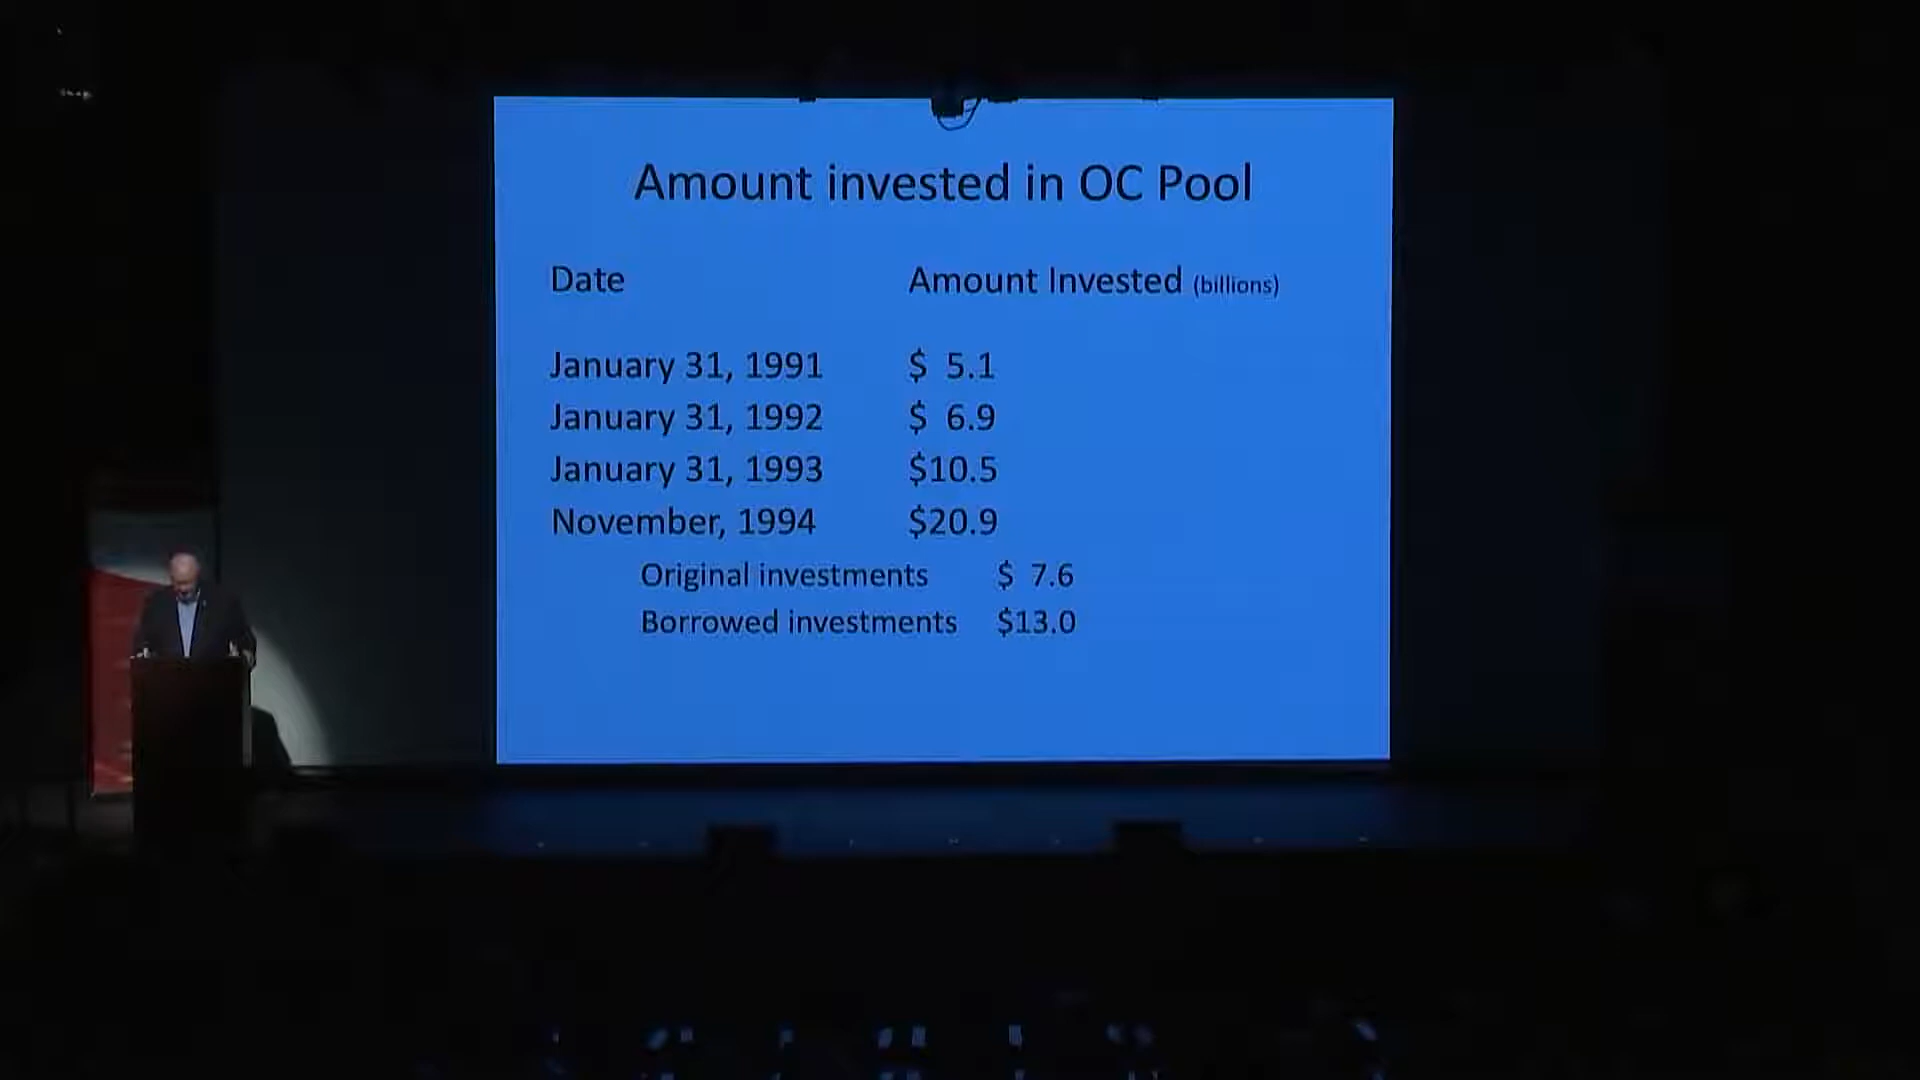 Amount invested in OC Pool
Date Amount Invested (billions)
January 31, 1991 $ 5.1
January 31, 1992 $ 6.9
January 31, 1993 $10.5
November, 1994 $20.9
Original investments $ 7.6
Borrowed investments $13.0